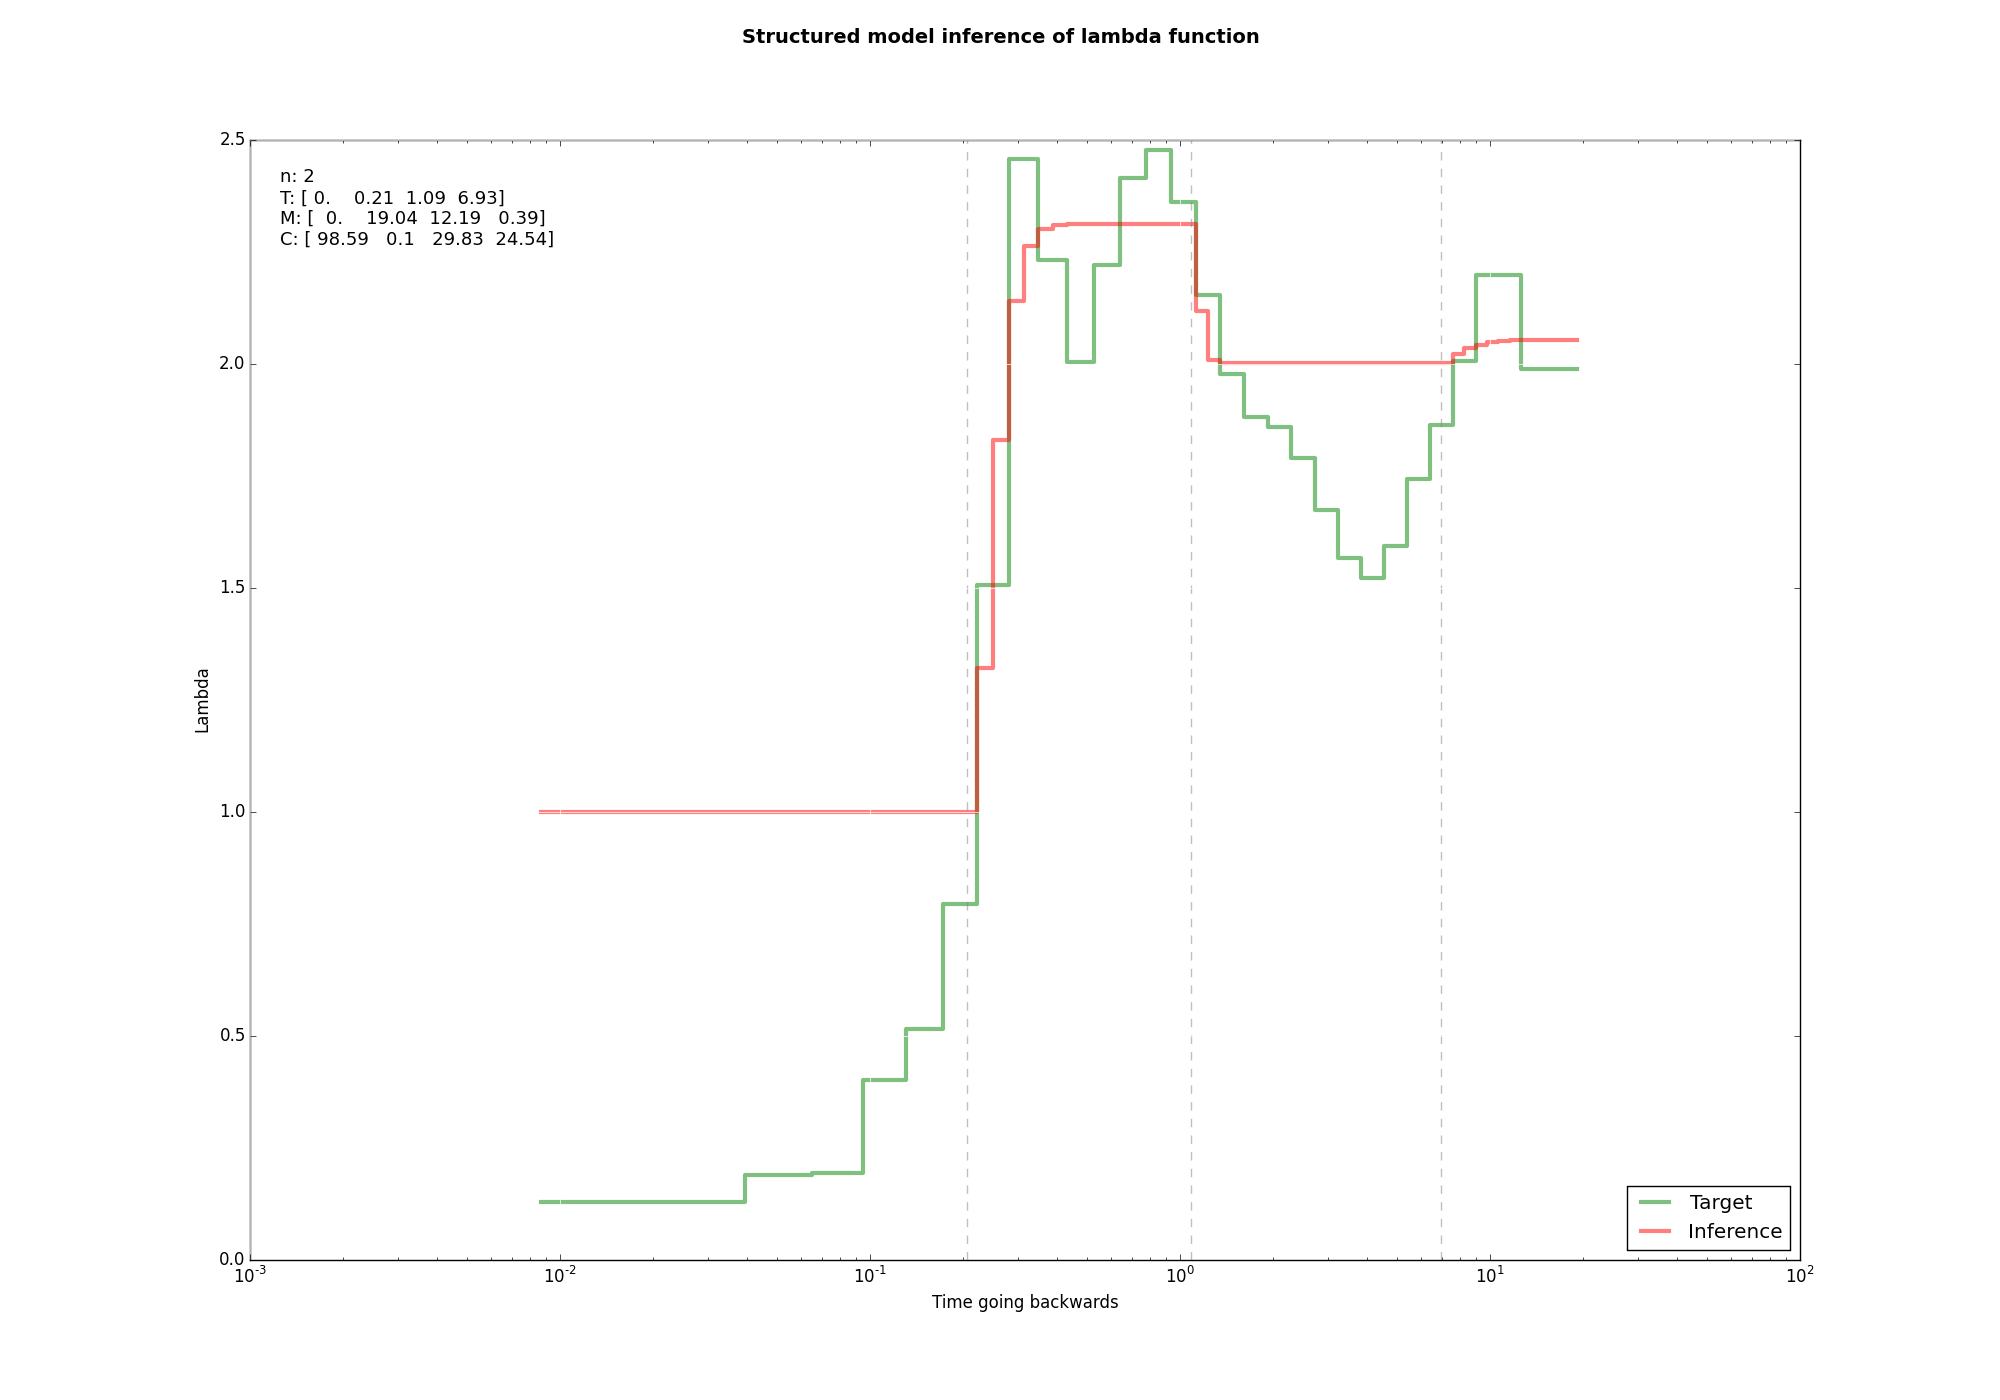 Structured model inference of lambda function
2.5
2.0
1.5
1.0
0.5
0.0
Lambda
n: 2
T: [ 0.    0.21  1.09  6.93]
M: [  0.    19.04  12.19   0.39]
C: [ 98.59   0.1   29.83  24.54]
Target
Inference
10^-3 10^-2 10^-1 10^0 10^1 10^2
Time going backwards